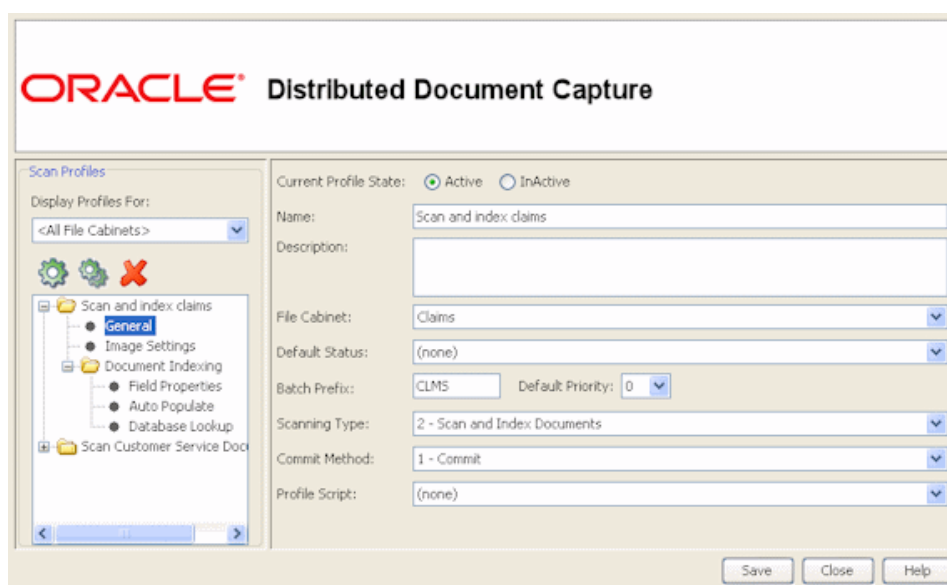 ORACLE® Distributed Document Capture
Scan Profiles
Display Profiles For:
<All File Cabinets>
Scan and index claims
General
Image Settings
Document Indexing
Field Properties
Auto Populate
Database Lookup
Scan Customer Service Doc
Current Profile State: Active InActive
Name: Scan and index claims
Description:
File Cabinet: Claims
Default Status: (none)
Batch Prefix: CLMS Default Priority: 0
Scanning Type: 2 - Scan and Index Documents
Commit Method: 1 - Commit
Profile Script: (none)
Save Close Help